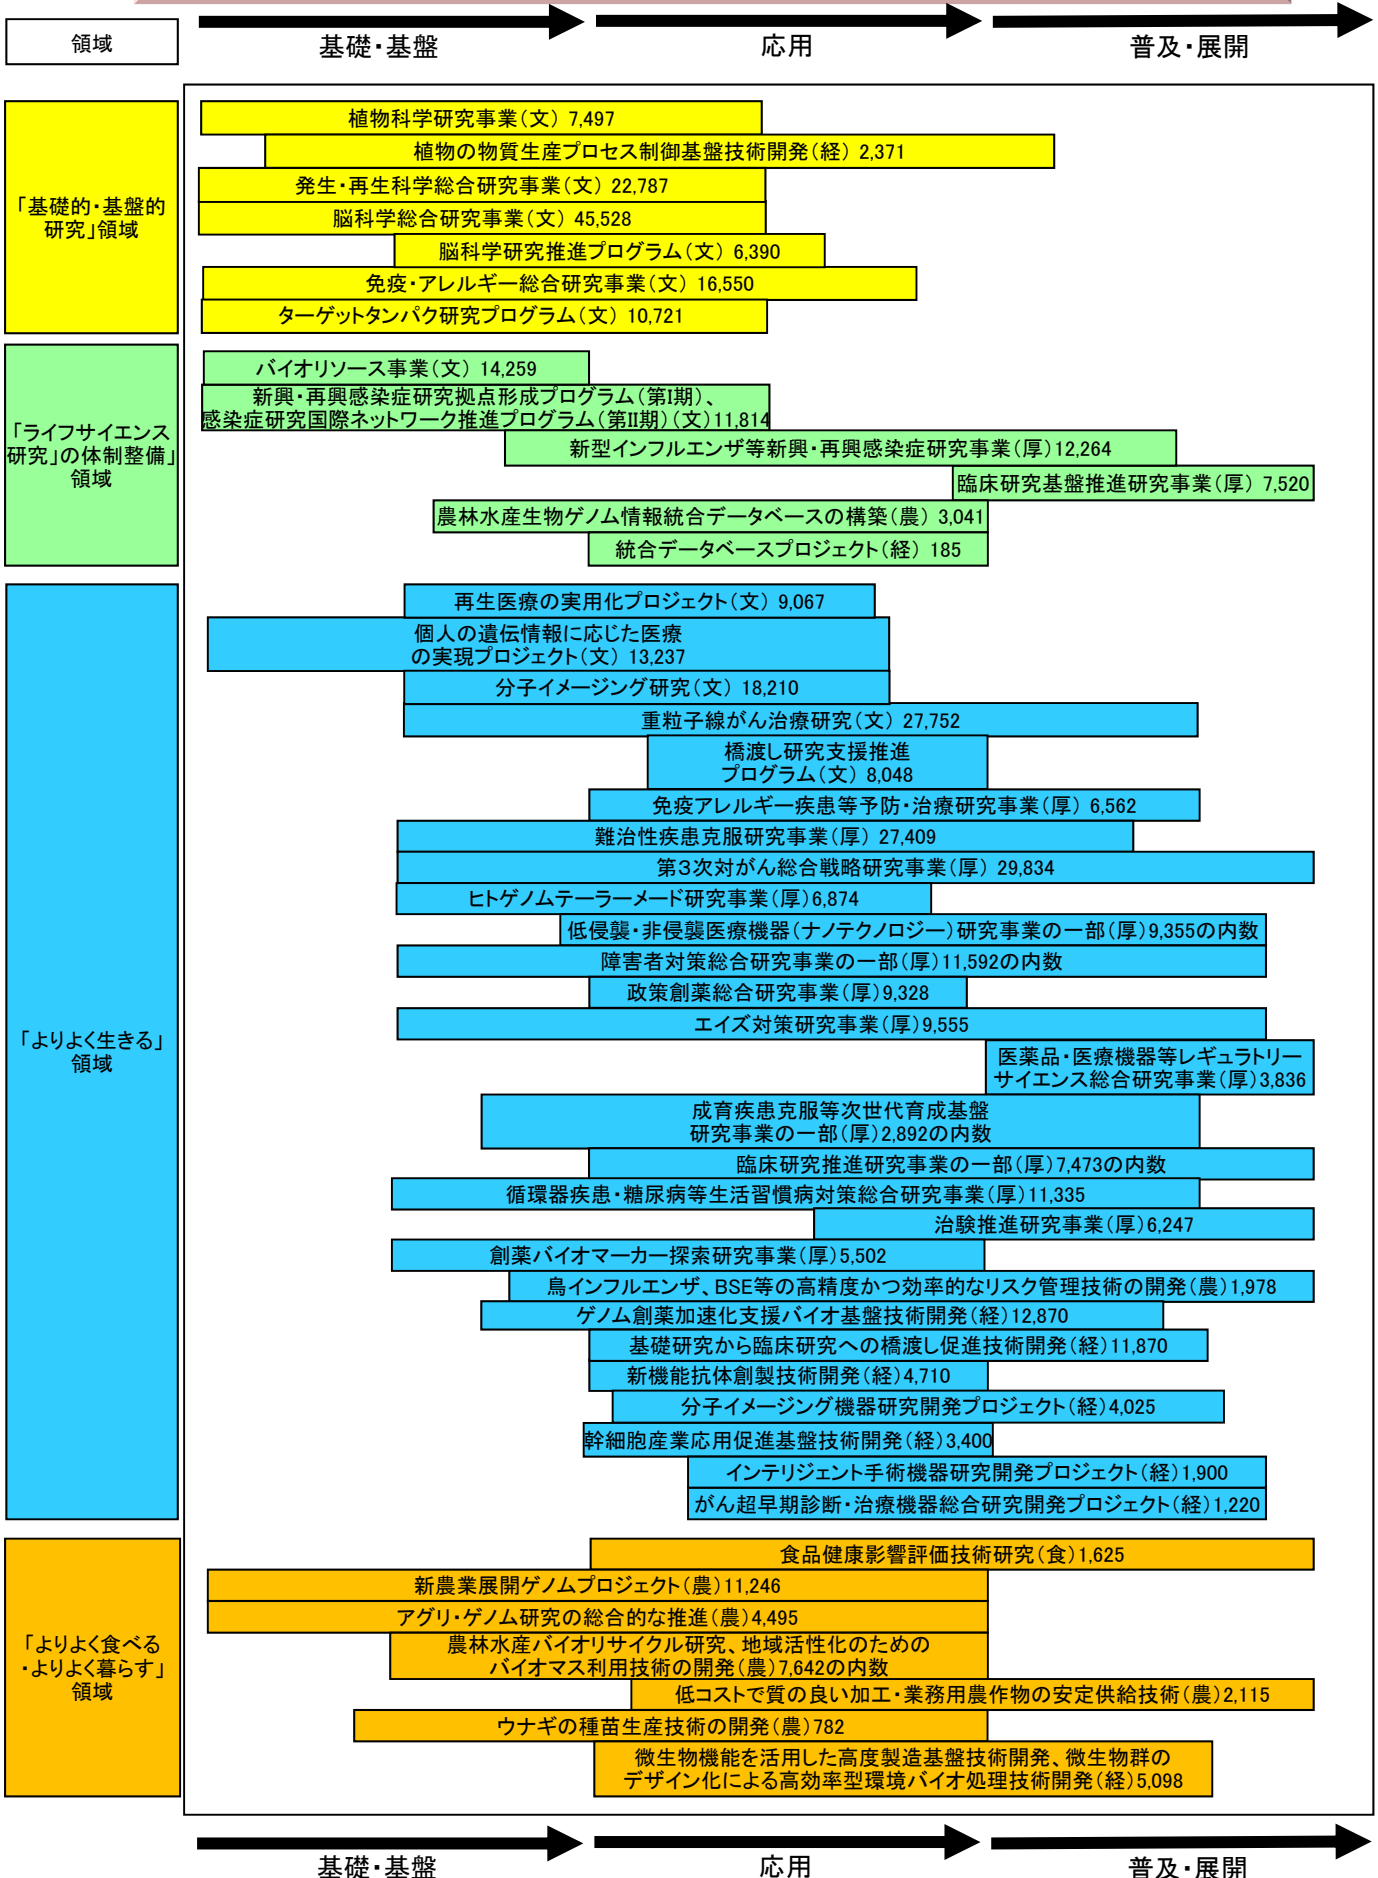 領域
基礎・基盤
応用
普及・展開
「基礎的・基盤的
研究」領域
植物科学研究事業(文) 7,497
植物の物質生産プロセス制御基盤技術開発(経) 2,371
発生・再生科学総合研究事業(文) 22,787
脳科学総合研究事業(文) 45,528
脳科学研究推進プログラム(文) 6,390
免疫・アレルギー総合研究事業(文) 16,550
ターゲットタンパク研究プログラム(文) 10,721
「ライフサイエンス
研究」の体制整備」
領域
バイオリソース事業(文) 14,259
新興・再興感染症研究拠点形成プログラム(第I期)、
感染症研究国際ネットワーク推進プログラム(第II期)(文)11,814
新型インフルエンザ等新興・再興感染症研究事業(厚)12,264
臨床研究基盤推進研究事業(厚) 7,520
農林水産生物ゲノム情報統合データベースの構築(農) 3,041
統合データベースプロジェクト(経) 185
「よりよく生きる」
領域
再生医療の実用化プロジェクト(文) 9,067
個人の遺伝情報に応じた医療
の実現プロジェクト(文) 13,237
分子イメージング研究(文) 18,210
重粒子線がん治療研究(文) 27,752
橋渡し研究支援推進
プログラム(文) 8,048
免疫アレルギー疾患等予防・治療研究事業(厚) 6,562
難治性疾患克服研究事業(厚) 27,409
第3次対がん総合戦略研究事業(厚) 29,834
ヒトゲノムテーラーメード研究事業(厚)6,874
低侵襲・非侵襲医療機器(ナノテクノロジー)研究事業の一部(厚)9,355の内数
障害者対策総合研究事業の一部(厚)11,592の内数
政策創薬総合研究事業(厚)9,328
エイズ対策研究事業(厚)9,555
医薬品・医療機器等レギュラトリー
サイエンス総合研究事業(厚)3,836
成育疾患克服等次世代育成基盤
研究事業の一部(厚)2,892の内数
臨床研究推進研究事業の一部(厚)7,473の内数
循環器疾患・糖尿病等生活習慣病対策総合研究事業(厚)11,335
治験推進研究事業(厚)6,247
創薬バイオマーカー探索研究事業(厚)5,502
鳥インフルエンザ、BSE等の高精度かつ効率的なリスク管理技術の開発(農)1,978
ゲノム創薬加速化支援バイオ基盤技術開発(経)12,870
基礎研究から臨床研究への橋渡し促進技術開発(経)11,870
新機能抗体創製技術開発(経)4,710
分子イメージング機器研究開発プロジェクト(経)4,025
幹細胞産業応用促進基盤技術開発(経)3,400
インテリジェント手術機器研究開発プロジェクト(経)1,900
がん超早期診断・治療機器総合研究開発プロジェクト(経)1,220
「よりよく食べる
・よりよく暮らす」
領域
食品健康影響評価技術研究(食)1,625
新農業展開ゲノムプロジェクト(農)11,246
アグリ・ゲノム研究の総合的な推進(農)4,495
農林水産バイオリサイクル研究、地域活性化のための
バイオマス利用技術の開発(農)7,642の内数
低コストで質の良い加工・業務用農作物の安定供給技術(農)2,115
ウナギの種苗生産技術の開発(農)782
微生物機能を活用した高度製造基盤技術開発、微生物群の
デザイン化による高効率型環境バイオ処理技術開発(経)5,098
基礎・基盤
応用
普及・展開